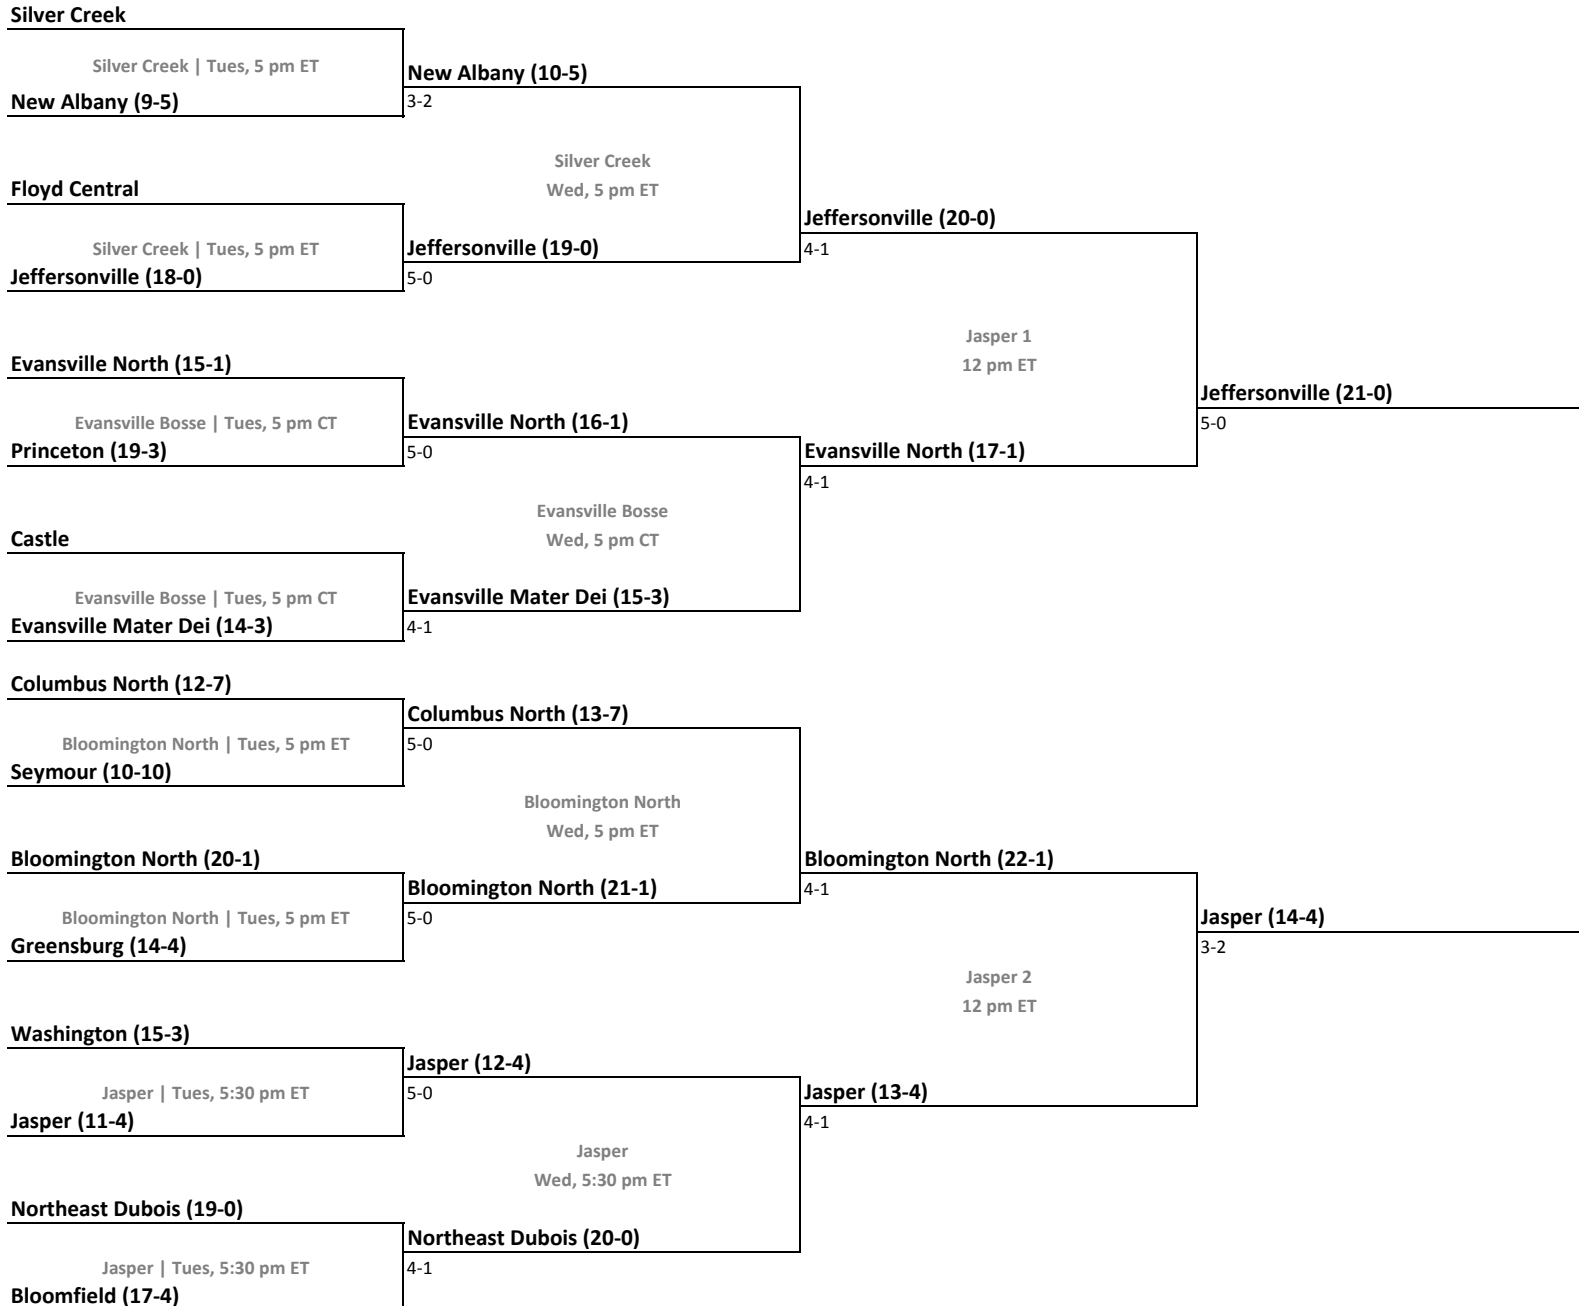 Silver Creek
Silver Creek | Tues, 5 pm ET
New Albany (9-5)
New Albany (10-5)
3-2
Silver Creek
Wed, 5 pm ET
Floyd Central
Silver Creek | Tues, 5 pm ET
Jeffersonville (18-0)
Jeffersonville (19-0)
5-0
Jeffersonville (20-0)
4-1
Jasper 1
12 pm ET
Evansville North (15-1)
Evansville Bosse | Tues, 5 pm CT
Princeton (19-3)
Evansville North (16-1)
5-0
Evansville Bosse
Wed, 5 pm CT
Evansville North (17-1)
4-1
Jeffersonville (21-0)
5-0
Castle
Evansville Bosse | Tues, 5 pm CT
Evansville Mater Dei (14-3)
Evansville Mater Dei (15-3)
4-1
Columbus North (12-7)
Bloomington North | Tues, 5 pm ET
Seymour (10-10)
Columbus North (13-7)
5-0
Bloomington North
Wed, 5 pm ET
Bloomington North (20-1)
Bloomington North | Tues, 5 pm ET
Greensburg (14-4)
Bloomington North (21-1)
5-0
Bloomington North (22-1)
4-1
Jasper 2
12 pm ET
Jasper (14-4)
3-2
Washington (15-3)
Jasper | Tues, 5:30 pm ET
Jasper (11-4)
Jasper (12-4)
5-0
Jasper
Wed, 5:30 pm ET
Jasper (13-4)
4-1
Northeast Dubois (19-0)
Jasper | Tues, 5:30 pm ET
Bloomfield (17-4)
Northeast Dubois (20-0)
4-1